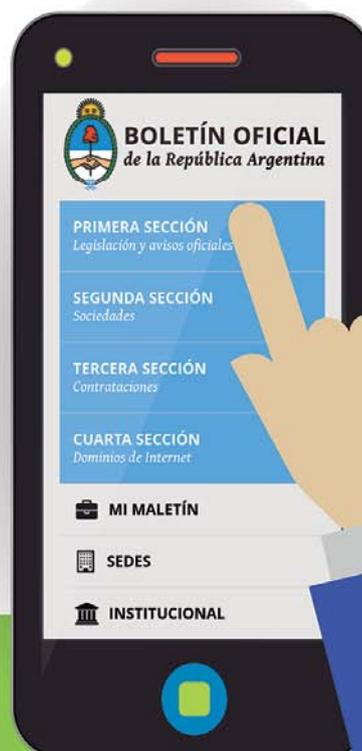 BOLETÍN OFICIAL
de la República Argentina
PRIMERA SECCIÓN
Legislación y avisos oficiales
SEGUNDA SECCIÓN
Sociedades
TERCERA SECCIÓN
Contrataciones
CUARTA SECCIÓN
Dominios de Internet
MI MALETÍN
SEDES
INSTITUCIONAL